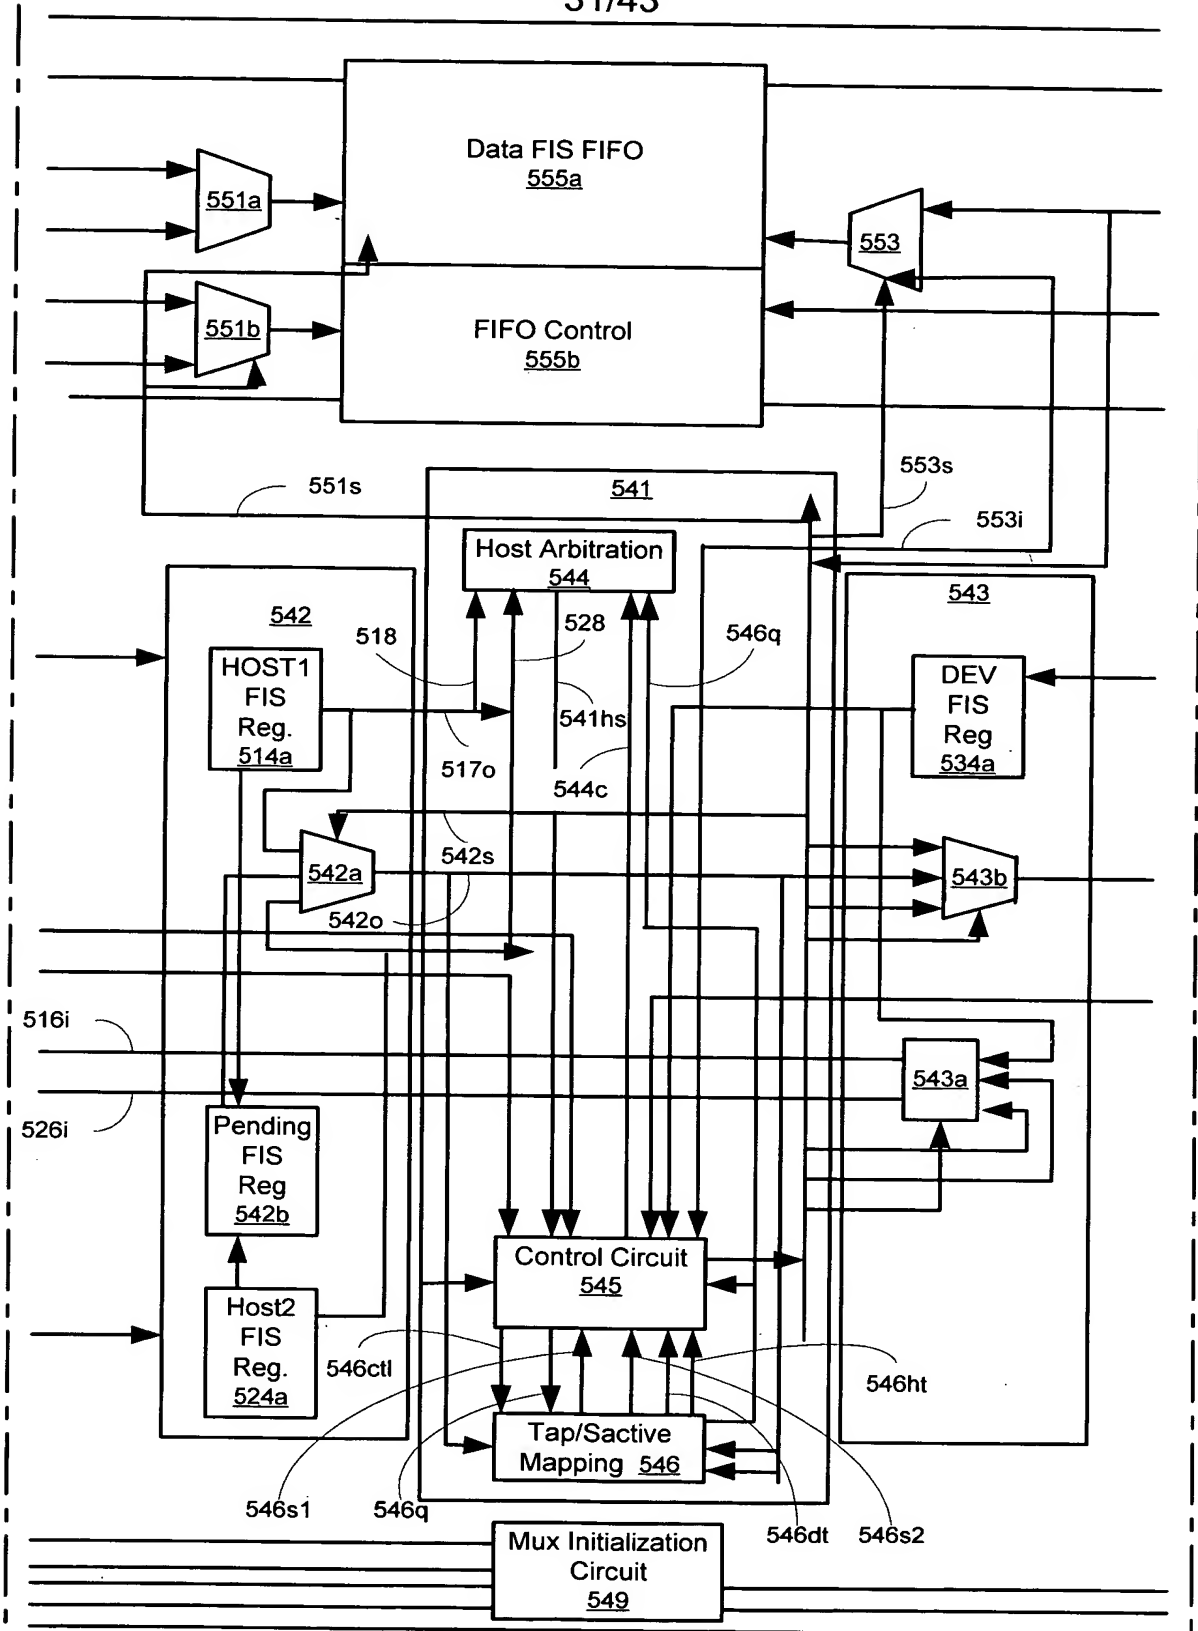 31/43
Data FIS FIFO
555a
551a
553
551b
FIFO Control
555b
553s
551s
541
553i
Host Arbitration
544
543
542
518
528
546q
HOST1
FIS
Reg.
514a
DEV
FIS
Reg
534a
541hs
517o
544c
542s
542a
543b
542o
516i
543a
526i
Pending
FIS
Reg
542b
Control Circuit
545
Host2
FIS
Reg.
524a
546ctl
546ht
Tap/Sactive
Mapping 546
546s1
546q
546dt
546s2
Mux Initialization
Circuit
549